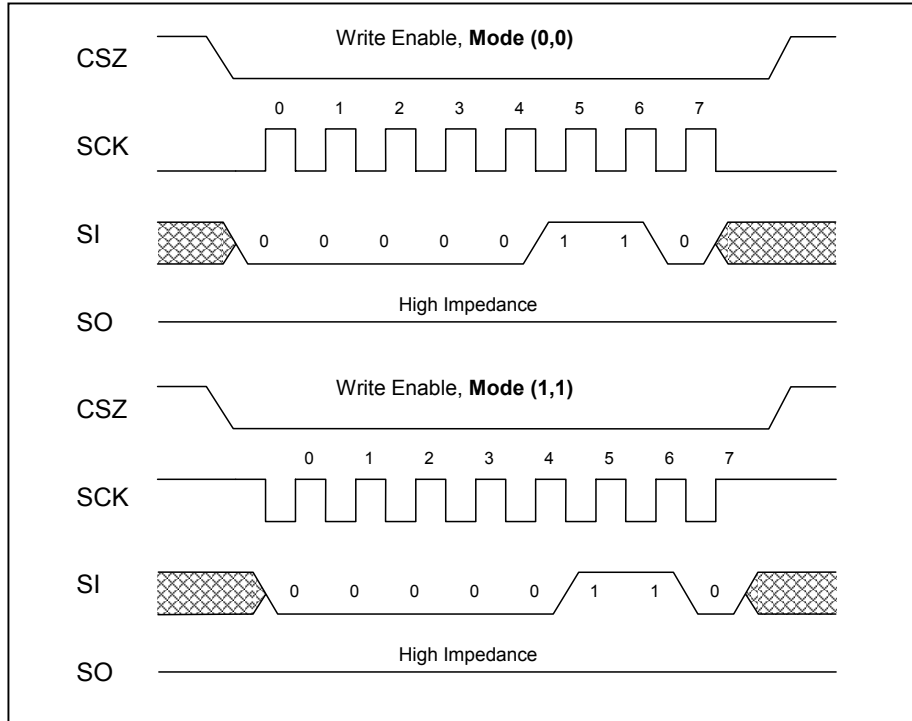 Write Enable, Mode (0,0)
CSZ
0 1 2 3 4 5 6 7
SCK
SI
0 0 0 0 0 1 1 0
High Impedance
SO
Write Enable, Mode (1,1)
CSZ
0 1 2 3 4 5 6 7
SCK
SI
0 0 0 0 0 1 1 0
High Impedance
SO